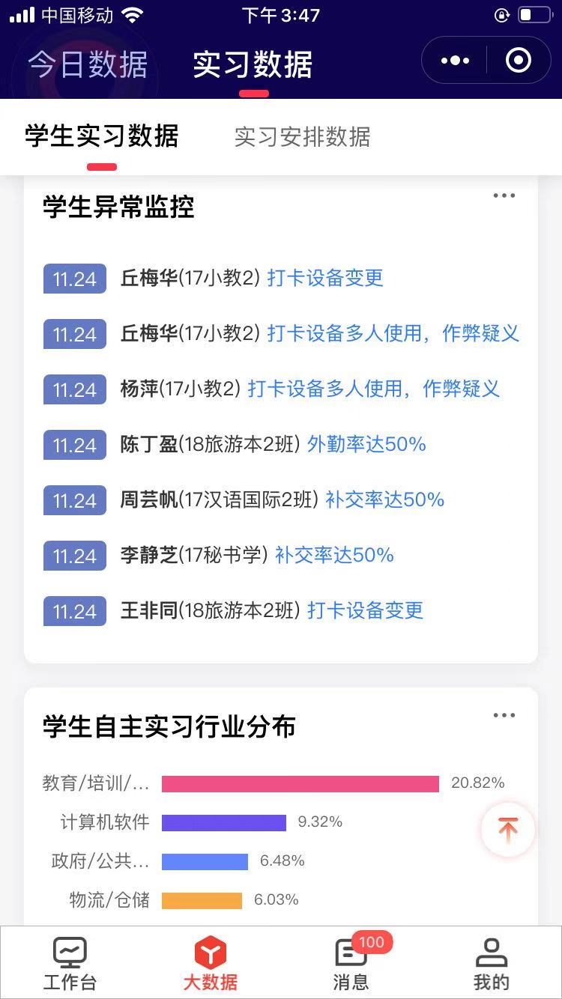 中国移动 下午3:47
今日数据 实习数据
学生实习数据 实习安排数据
学生异常监控
11.24 丘梅华(17小教2) 打卡设备变更
11.24 丘梅华(17小教2) 打卡设备多人使用，作弊疑义
11.24 杨萍(17小教2) 打卡设备多人使用，作弊疑义
11.24 陈丁盈(18旅游本2班) 外勤率达50%
11.24 周芸帆(17汉语国际2班) 补交率达50%
11.24 李静芝(17秘书学) 补交率达50%
11.24 王非同(18旅游本2班) 打卡设备变更
学生自主实习行业分布
教育/培训/... 20.82%
计算机软件 9.32%
政府/公共... 6.48%
物流/仓储 6.03%
100
工作台 大数据 消息 我的